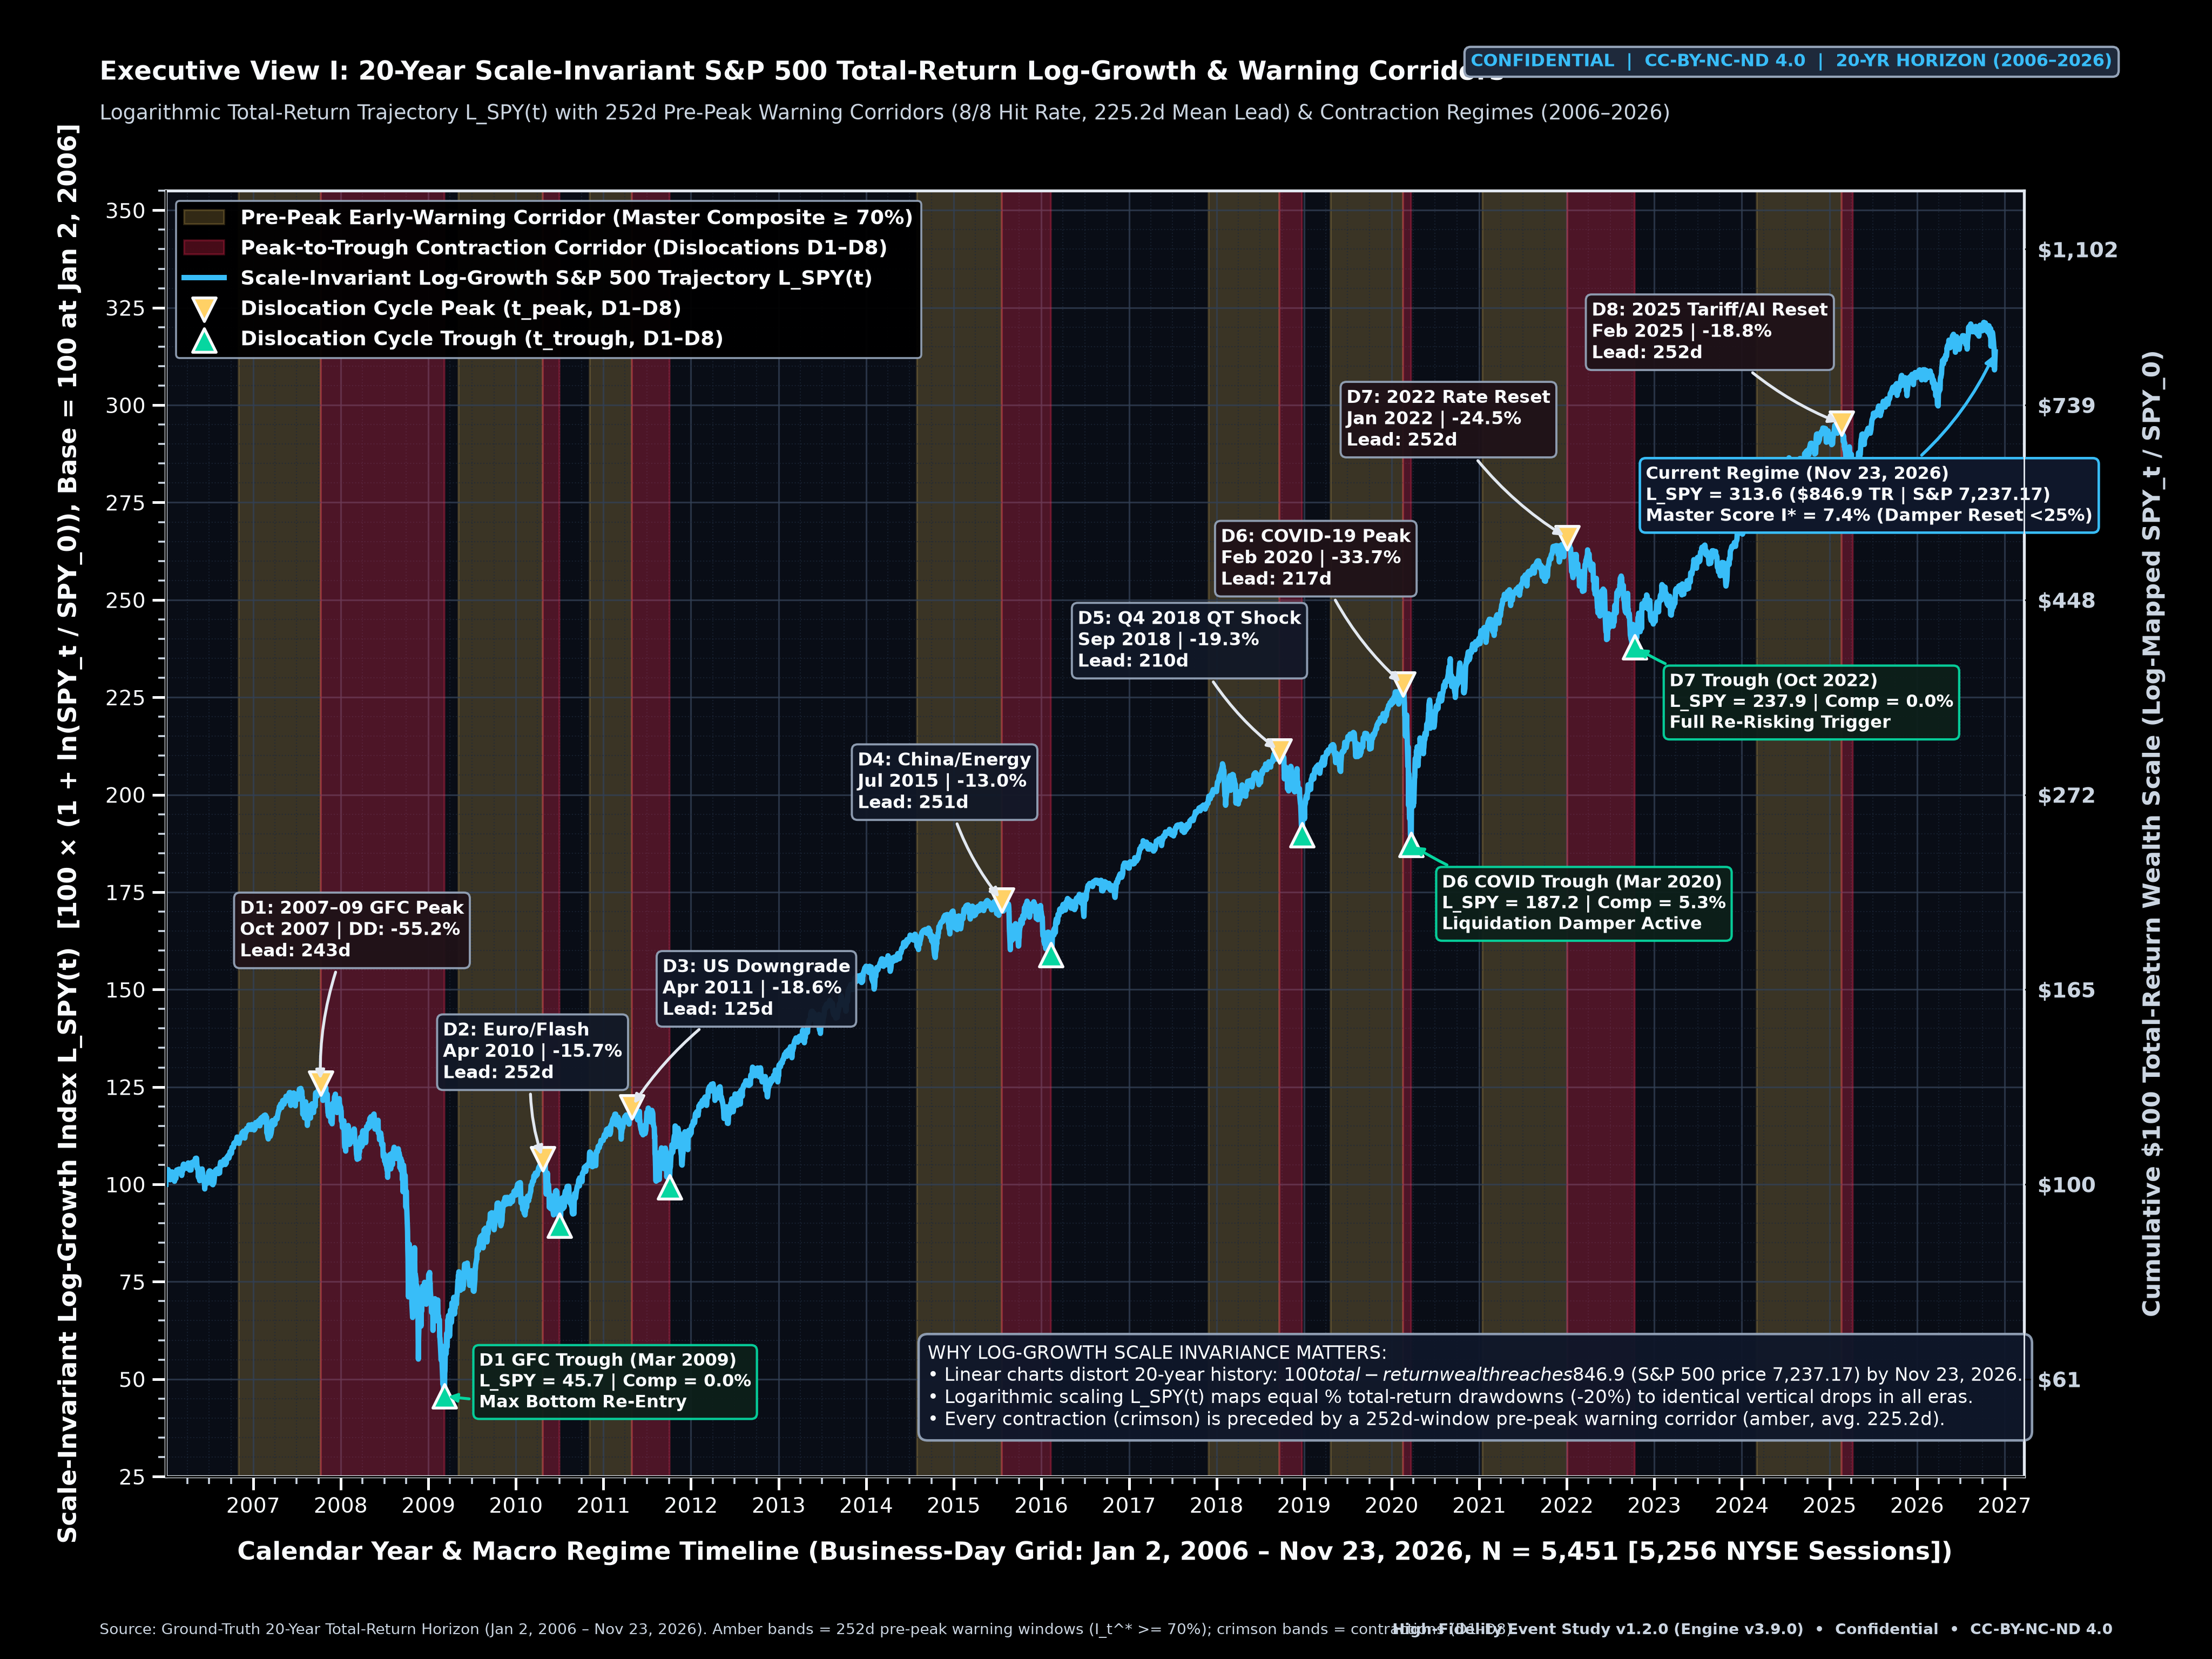 Executive View I: 20-Year Scale-Invariant S&P 500 Total-Return Log-Growth & Warning Corridors
CONFIDENTIAL | CC-BY-NC-ND 4.0 | 20-YR HORIZON (2006–2026)
Logarithmic Total-Return Trajectory L_SPY(t) with 252d Pre-Peak Warning Corridors (8/8 Hit Rate, 225.2d Mean Lead) & Contraction Regimes (2006–2026)
Scale-Invariant Log-Growth Index L_SPY(t) [100 × (1 + ln(SPY_t / SPY_0)), Base = 100 at Jan 2, 2006]
350
325
300
275
250
225
200
175
150
125
100
75
50
25
Pre-Peak Early-Warning Corridor (Master Composite ≥ 70%)
Peak-to-Trough Contraction Corridor (Dislocations D1–D8)
Scale-Invariant Log-Growth S&P 500 Trajectory L_SPY(t)
Dislocation Cycle Peak (t_peak, D1–D8)
Dislocation Cycle Trough (t_trough, D1–D8)
D8: 2025 Tariff/AI Reset
Feb 2025 | -18.8%
Lead: 252d
D7: 2022 Rate Reset
Jan 2022 | -24.5%
Lead: 252d
Current Regime (Nov 23, 2026)
L_SPY = 313.6 ($846.9 TR | S&P 7,237.17)
Master Score I* = 7.4% (Damper Reset <25%)
D6: COVID-19 Peak
Feb 2020 | -33.7%
Lead: 217d
D5: Q4 2018 QT Shock
Sep 2018 | -19.3%
Lead: 210d
D7 Trough (Oct 2022)
L_SPY = 237.9 | Comp = 0.0%
Full Re-Risking Trigger
D4: China/Energy
Jul 2015 | -13.0%
Lead: 251d
D6 COVID Trough (Mar 2020)
L_SPY = 187.2 | Comp = 5.3%
Liquidation Damper Active
D1: 2007–09 GFC Peak
Oct 2007 | DD: -55.2%
Lead: 243d
D3: US Downgrade
Apr 2011 | -18.6%
Lead: 125d
D2: Euro/Flash
Apr 2010 | -15.7%
Lead: 252d
D1 GFC Trough (Mar 2009)
L_SPY = 45.7 | Comp = 0.0%
Max Bottom Re-Entry
WHY LOG-GROWTH SCALE INVARIANCE MATTERS:
• Linear charts distort 20-year history: 100total−returnwealthreaches846.9 (S&P 500 price 7,237.17) by Nov 23, 2026.
• Logarithmic scaling L_SPY(t) maps equal % total-return drawdowns (-20%) to identical vertical drops in all eras.
• Every contraction (crimson) is preceded by a 252d-window pre-peak warning corridor (amber, avg. 225.2d).
$1,102
$739
$448
$272
$165
$100
$61
Cumulative $100 Total-Return Wealth Scale (Log-Mapped SPY_t / SPY_0)
2007 2008 2009 2010 2011 2012 2013 2014 2015 2016 2017 2018 2019 2020 2021 2022 2023 2024 2025 2026 2027
Calendar Year & Macro Regime Timeline (Business-Day Grid: Jan 2, 2006 – Nov 23, 2026, N = 5,451 [5,256 NYSE Sessions])
Source: Ground-Truth 20-Year Total-Return Horizon (Jan 2, 2006 – Nov 23, 2026). Amber bands = 252d pre-peak warning windows (I_t^* >= 70%); crimson bands = contractions (D1–D8).
High-Fidelity Event Study v1.2.0 (Engine v3.9.0) • Confidential • CC-BY-NC-ND 4.0